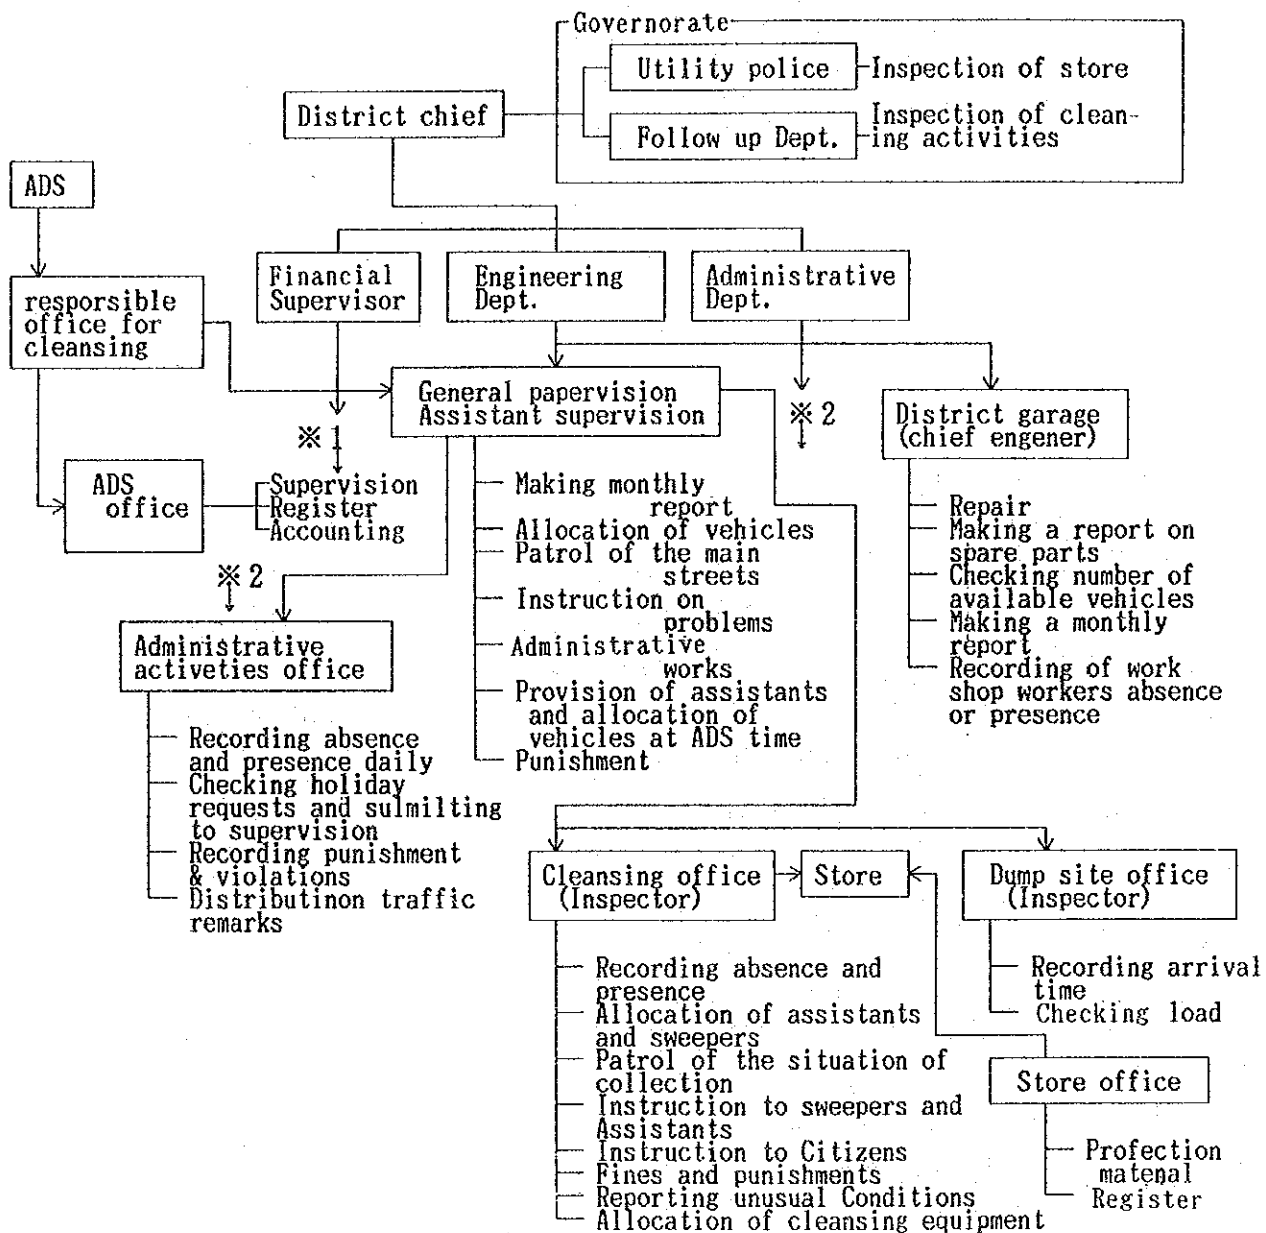 Governorate
Utility police
Inspection of store
District chief
Follow up Dept.
Inspection of clean-
ing activities
ADS
Financial
Supervisor
Engineering
Dept.
Administrative
Dept.
resporsible
office for
cleansing
General papervision
Assistant supervision
※1
※2
District garage
(chief engener)
ADS
office
Supervision
Register
Accounting
Making monthly
report
Allocation of vehicles
Patrol of the main
streets
Instruction on
problems
Administrative
works
Provision of assistants
and allocation of
vehicles at ADS time
Punishment
Repair
Making a report on
spare parts
Checking number of
available vehicles
Making a monthly
report
Recording of work
shop workers absence
or presence
※2
Administrative
activeties office
Recording absence
and presence daily
Checking holiday
requests and sulmilting
to supervision
Recording punishment
& violations
Distributinon traffic
remarks
Cleansing office
(Inspector)
Store
Dump site office
(Inspector)
Recording absence and
presence
Allocation of assistants
and sweepers
Patrol of the situation of
collection
Instruction to sweepers and
Assistants
Instruction to Citizens
Fines and punishments
Reporting unusual Conditions
Allocation of cleansing equipment
Recording arrival
time
Checking load
Store office
Profection
matenal
Register